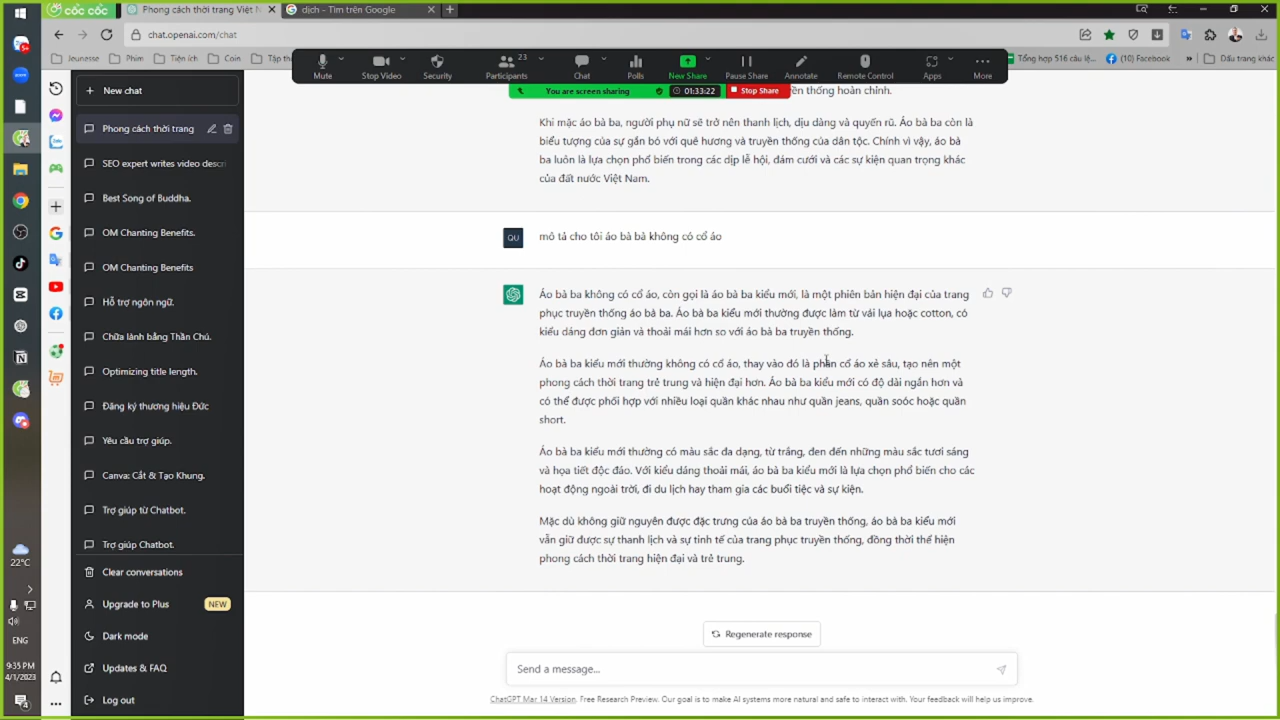 cốc cốc
Phong cách thời trang Việt N
dịch - Tìm trên Google
chat.openai.com/chat
Jeunesse
Phim
Tiện ích
Coin
Tập th
Tổng hợp 516 câu lệ...
(10) Facebook
Dấu trang khác
Mute
Stop Video
Security
23
Participants
Chat
Polls
New Share
Pause Share
Annotate
Remote Control
Apps
More
You are screen sharing
01:33:22
Stop Share
yền thống hoàn chỉnh.
New chat
Phong cách thời trang
SEO expert writes video descri
Best Song of Buddha.
OM Chanting Benefits.
OM Chanting Benefits
Hỗ trợ ngôn ngữ.
Chữa lành bằng Thần Chú.
Optimizing title length.
Đăng ký thương hiệu Đức
Yêu cầu trợ giúp.
Canva: Cắt & Tạo Khung.
Trợ giúp từ Chatbot.
Trợ giúp Chatbot.
Clear conversations
Upgrade to Plus
NEW
Dark mode
Updates & FAQ
Log out
Khi mặc áo bà ba, người phụ nữ sẽ trở nên thanh lịch, dịu dàng và quyến rũ. Áo bà ba còn là
biểu tượng của sự gắn bó với quê hương và truyền thống của dân tộc. Chính vì vậy, áo bà
ba luôn là lựa chọn phổ biến trong các dịp lễ hội, đám cưới và các sự kiện quan trọng khác
của đất nước Việt Nam.
QU
mô tả cho tôi áo bà bà không có cổ áo
Áo bà ba không có cổ áo, còn gọi là áo bà ba kiểu mới, là một phiên bản hiện đại của trang
phục truyền thống áo bà ba. Áo bà ba kiểu mới thường được làm từ vải lụa hoặc cotton, có
kiểu dáng đơn giản và thoải mái hơn so với áo bà ba truyền thống.
Áo bà ba kiểu mới thường không có cổ áo, thay vào đó là phần cổ áo xẻ sâu, tạo nên một
phong cách thời trang trẻ trung và hiện đại hơn. Áo bà ba kiểu mới có độ dài ngắn hơn và
có thể được phối hợp với nhiều loại quần khác nhau như quần jeans, quần soóc hoặc quần
short.
Áo bà ba kiểu mới thường có màu sắc đa dạng, từ trắng, đen đến những màu sắc tươi sáng
và họa tiết độc đáo. Với kiểu dáng thoải mái, áo bà ba kiểu mới là lựa chọn phổ biến cho các
hoạt động ngoài trời, đi du lịch hay tham gia các buổi tiệc và sự kiện.
Mặc dù không giữ nguyên được đặc trưng của áo bà ba truyền thống, áo bà ba kiểu mới
vẫn giữ được sự thanh lịch và sự tinh tế của trang phục truyền thống, đồng thời thể hiện
phong cách thời trang hiện đại và trẻ trung.
Regenerate response
Send a message...
ChatGPT Mar 14 Version. Free Research Preview. Our goal is to make AI systems more natural and safe to interact with. Your feedback will help us improve.
22°C
ENG
9:35 PM
4/1/2023